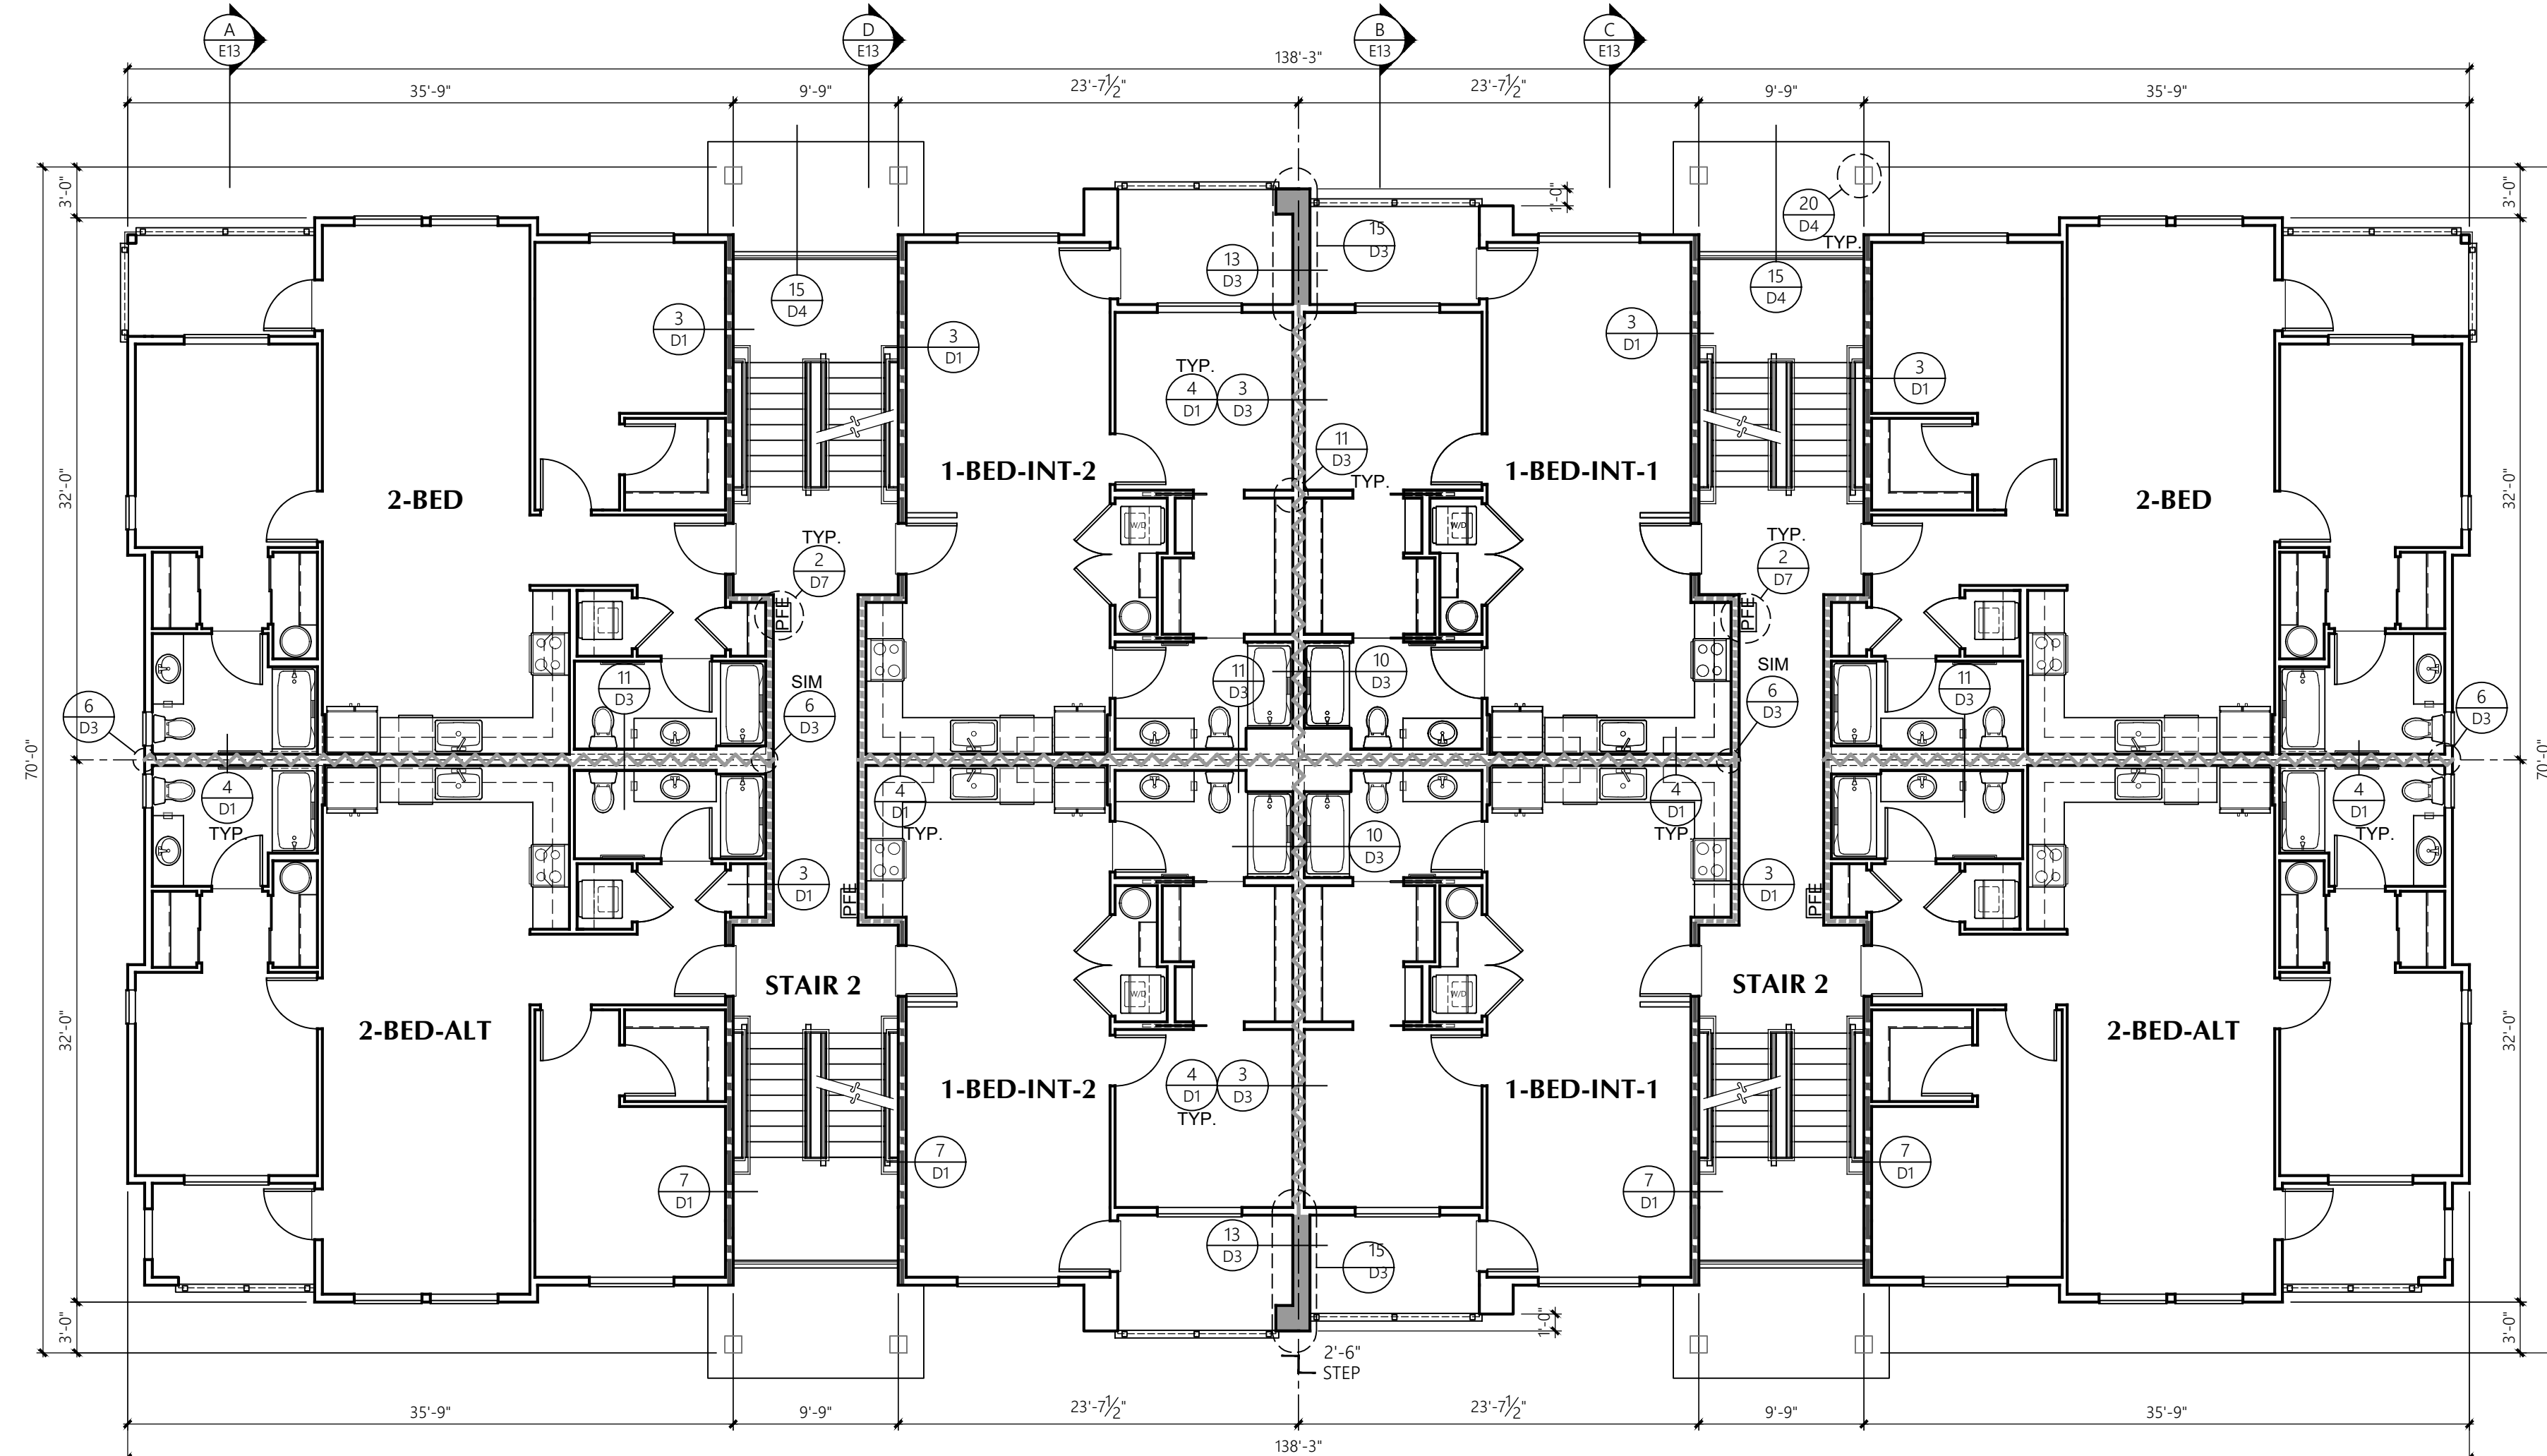 A
E13
D
E13
B
E13
C
E13
138'-3"
35'-9"
9'-9"
23'-7 1/2"
23'-7 1/2"
9'-9"
35'-9"
3'-0"
1'-0"
20
D4
TYP.
3'-0"
13
D3
15
D3
15
D4
15
D4
3
D1
3
D1
3
D1
3
D1
TYP.
4
D1
3
D3
11
D3
TYP.
32'-0"
2-BED
1-BED-INT-2
1-BED-INT-1
2-BED
32'-0"
W/D
W/D
TYP.
2
D7
TYP.
2
D7
PFE
PFE
6
D3
11
D3
SIM
6
D3
11
D3
10
D3
SIM
6
D3
11
D3
6
D3
70'-0"
70'-0"
4
D1
TYP.
4
D1
TYP.
4
D1
TYP.
4
D1
TYP.
10
D3
3
D1
PFE
3
D1
PFE
STAIR 2
STAIR 2
W/D
W/D
32'-0"
2-BED-ALT
1-BED-INT-2
1-BED-INT-1
2-BED-ALT
32'-0"
4
D1
3
D3
TYP.
7
D1
7
D1
7
D1
7
D1
13
D3
15
D3
3'-0"
1'-0"
3'-0"
2'-6"
STEP
35'-9"
9'-9"
23'-7 1/2"
23'-7 1/2"
9'-9"
35'-9"
138'-3"